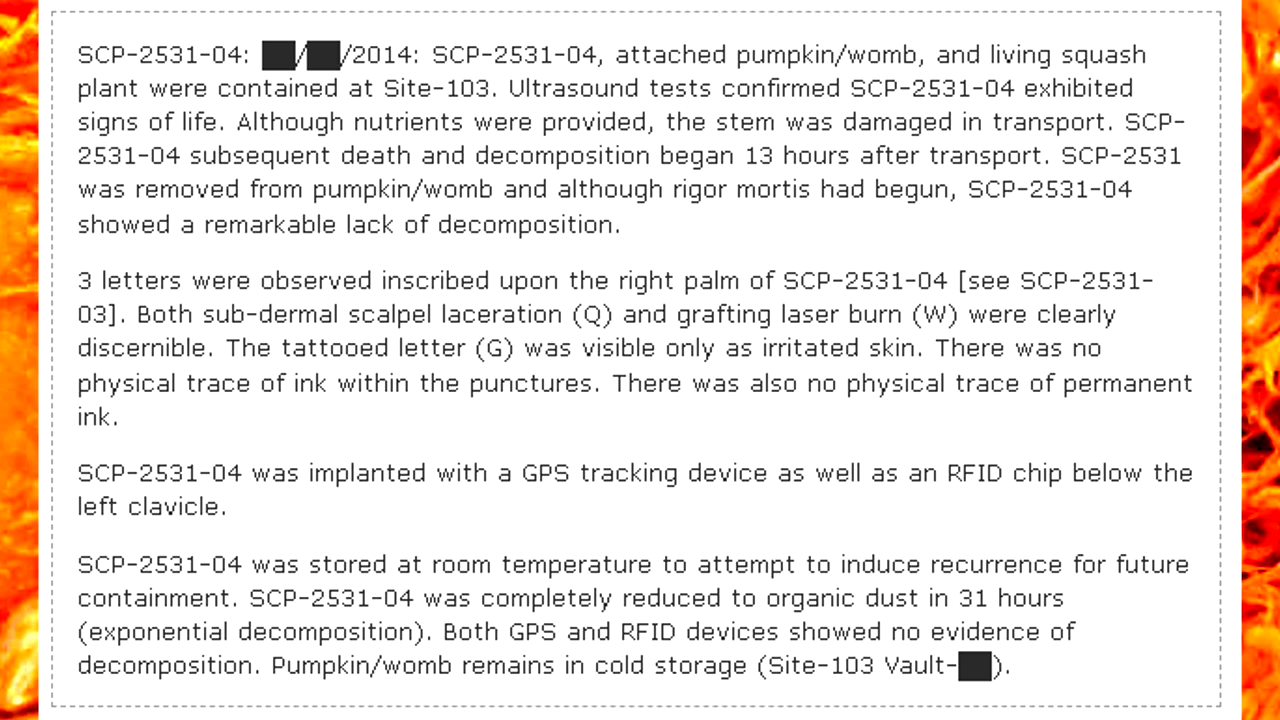 SCP-2531-04: ██/██/2014: SCP-2531-04, attached pumpkin/womb, and living squash
plant were contained at Site-103. Ultrasound tests confirmed SCP-2531-04 exhibited
signs of life. Although nutrients were provided, the stem was damaged in transport. SCP-
2531-04 subsequent death and decomposition began 13 hours after transport. SCP-2531
was removed from pumpkin/womb and although rigor mortis had begun, SCP-2531-04
showed a remarkable lack of decomposition.
3 letters were observed inscribed upon the right palm of SCP-2531-04 [see SCP-2531-
03]. Both sub-dermal scalpel laceration (Q) and grafting laser burn (W) were clearly
discernible. The tattooed letter (G) was visible only as irritated skin. There was no
physical trace of ink within the punctures. There was also no physical trace of permanent
ink.
SCP-2531-04 was implanted with a GPS tracking device as well as an RFID chip below the
left clavicle.
SCP-2531-04 was stored at room temperature to attempt to induce recurrence for future
containment. SCP-2531-04 was completely reduced to organic dust in 31 hours
(exponential decomposition). Both GPS and RFID devices showed no evidence of
decomposition. Pumpkin/womb remains in cold storage (Site-103 Vault-██).